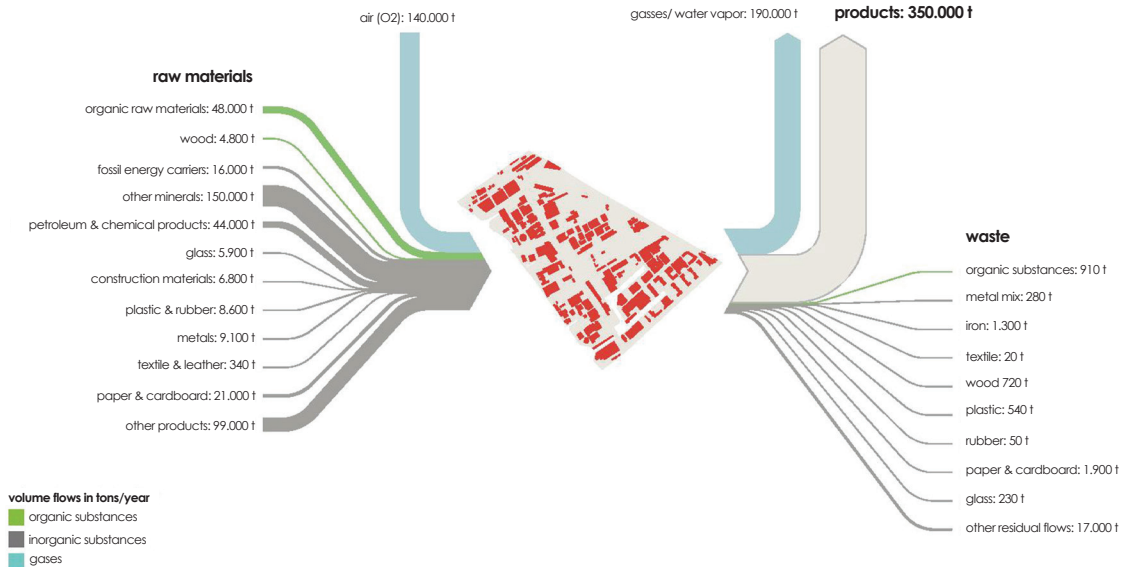 air (O2): 140.000 t
gasses/ water vapor: 190.000 t
products: 350.000 t
raw materials
organic raw materials: 48.000 t
wood: 4.800 t
fossil energy carriers: 16.000 t
other minerals: 150.000 t
petroleum & chemical products: 44.000 t
glass: 5.900 t
construction materials: 6.800 t
plastic & rubber: 8.600 t
metals: 9.100 t
textile & leather: 340 t
paper & cardboard: 21.000 t
other products: 99.000 t
waste
organic substances: 910 t
metal mix: 280 t
iron: 1.300 t
textile: 20 t
wood 720 t
plastic: 540 t
rubber: 50 t
paper & cardboard: 1.900 t
glass: 230 t
other residual flows: 17.000 t
volume flows in tons/year
organic substances
inorganic substances
gases